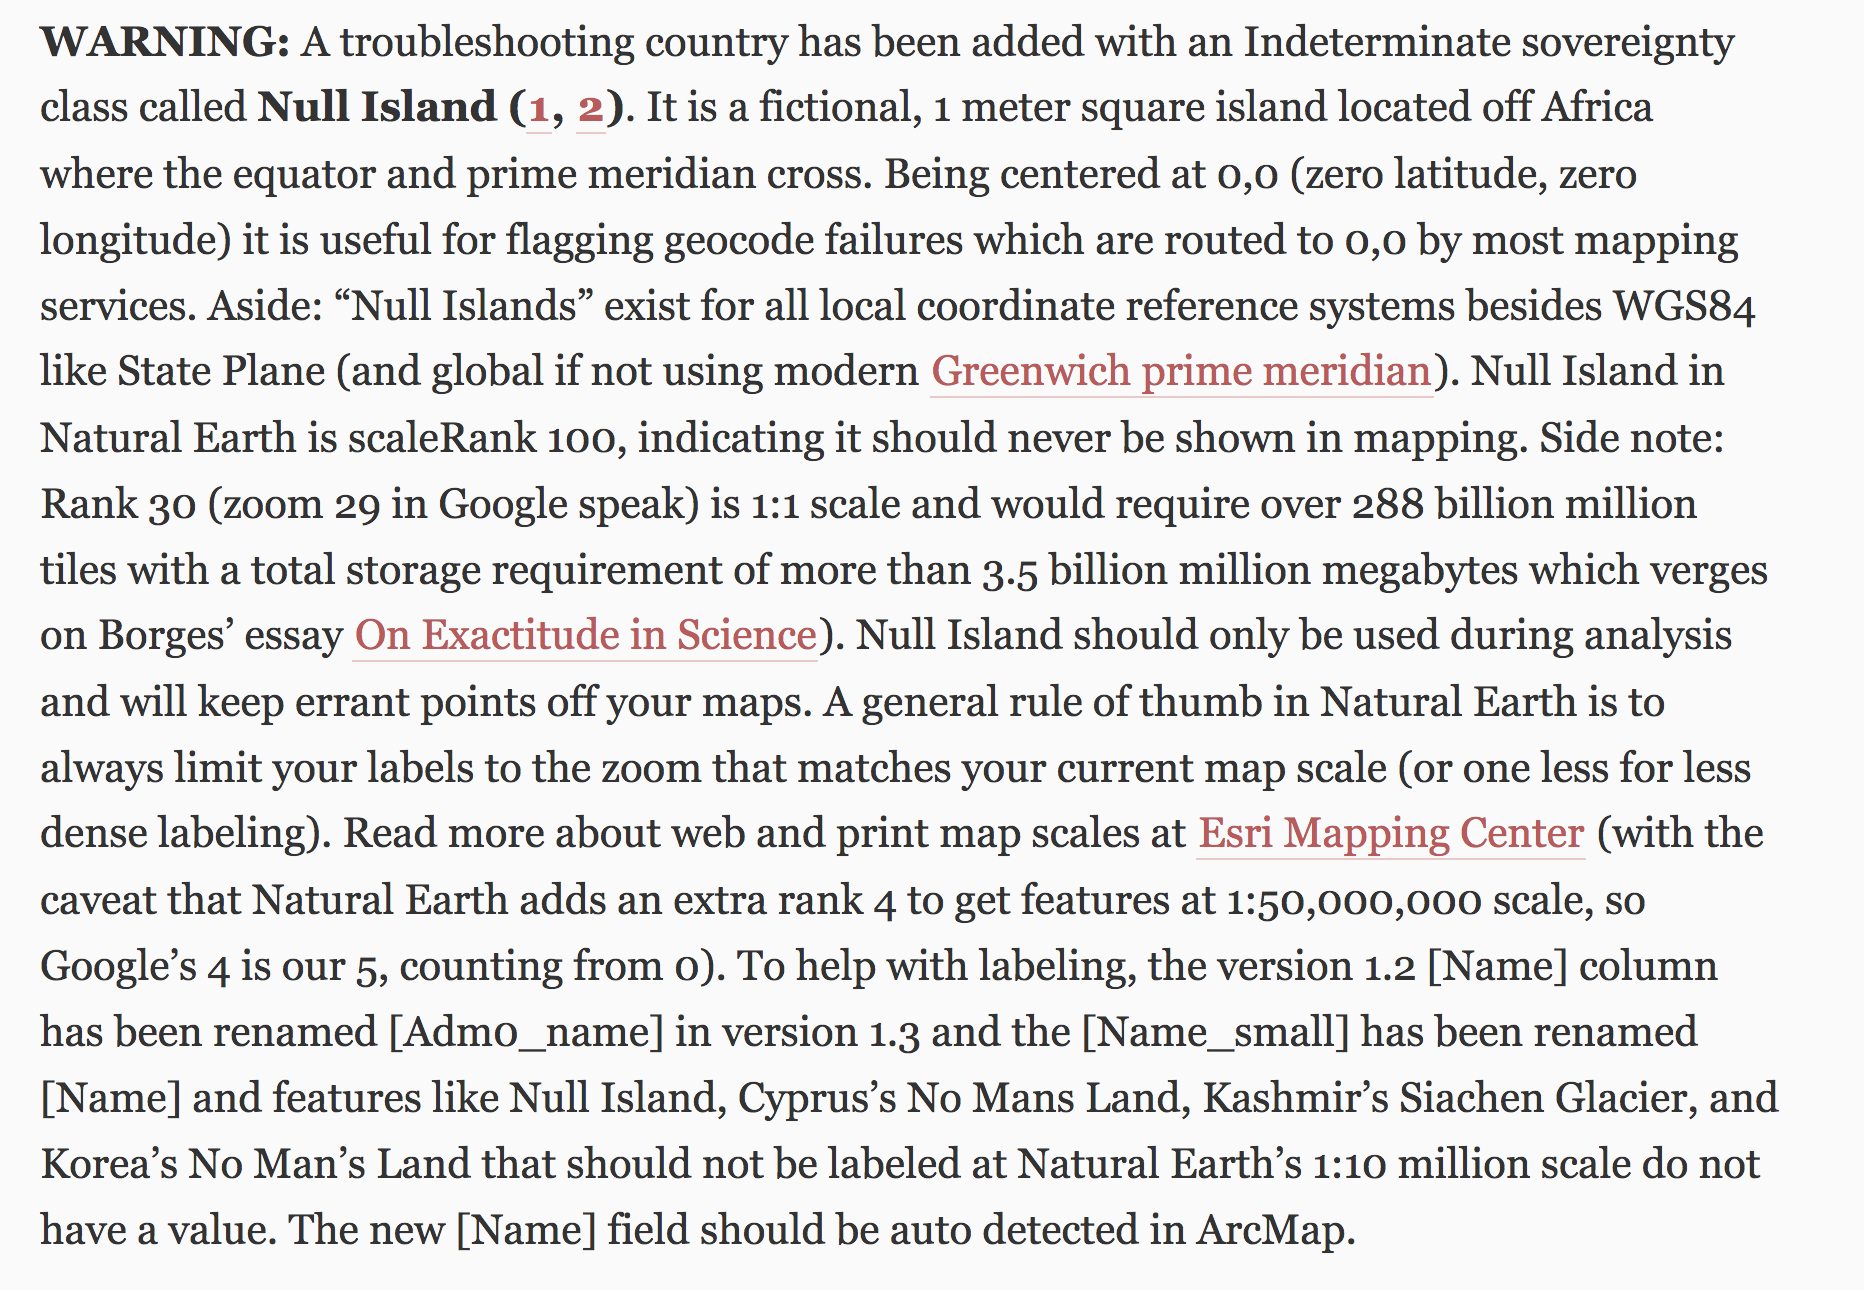 WARNING: A troubleshooting country has been added with an Indeterminate sovereignty
class called Null Island (1, 2). It is a fictional, 1 meter square island located off Africa
where the equator and prime meridian cross. Being centered at 0,0 (zero latitude, zero
longitude) it is useful for flagging geocode failures which are routed to 0,0 by most mapping
services. Aside: “Null Islands” exist for all local coordinate reference systems besides WGS84
like State Plane (and global if not using modern Greenwich prime meridian). Null Island in
Natural Earth is scaleRank 100, indicating it should never be shown in mapping. Side note:
Rank 30 (zoom 29 in Google speak) is 1:1 scale and would require over 288 billion million
tiles with a total storage requirement of more than 3.5 billion million megabytes which verges
on Borges’ essay On Exactitude in Science). Null Island should only be used during analysis
and will keep errant points off your maps. A general rule of thumb in Natural Earth is to
always limit your labels to the zoom that matches your current map scale (or one less for less
dense labeling). Read more about web and print map scales at Esri Mapping Center (with the
caveat that Natural Earth adds an extra rank 4 to get features at 1:50,000,000 scale, so
Google’s 4 is our 5, counting from 0). To help with labeling, the version 1.2 [Name] column
has been renamed [Adm0_name] in version 1.3 and the [Name_small] has been renamed
[Name] and features like Null Island, Cyprus’s No Mans Land, Kashmir’s Siachen Glacier, and
Korea’s No Man’s Land that should not be labeled at Natural Earth’s 1:10 million scale do not
have a value. The new [Name] field should be auto detected in ArcMap.